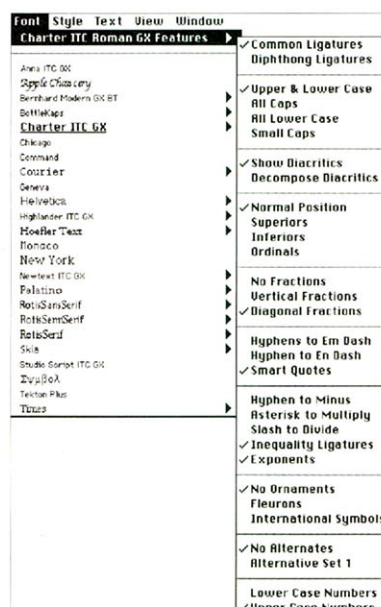 Font Style Text View Window
Charter ITC Roman GX Features
Anna ITC GX
Apple Chancery
Bernhard Modern GX BT
BottleKaps
Charter ITC GX
Chicago
Command
Courier
Geneva
Helvetica
Highlander ITC GX
Hoefler Text
Monaco
New York
Newtext ITC GX
Palatino
RotisSansSerif
RotisSemiSerif
RotisSerif
Skia
Studio Script ITC GX
Σψμβολ
Tekton Plus
Times
✓Common Ligatures
Diphthong Ligatures
✓Upper & Lower Case
All Caps
All Lower Case
Small Caps
✓Show Diacritics
Decompose Diacritics
✓Normal Position
Superiors
Inferiors
Ordinals
No Fractions
Vertical Fractions
✓Diagonal Fractions
Hyphens to Em Dash
Hyphen to En Dash
✓Smart Quotes
Hyphen to Minus
Asterisk to Multiply
Slash to Divide
✓Inequality Ligatures
✓Exponents
✓No Ornaments
Fleurons
International Symbols
✓No Alternates
Alternative Set 1
Lower Case Numbers
✓Upper Case Numbers